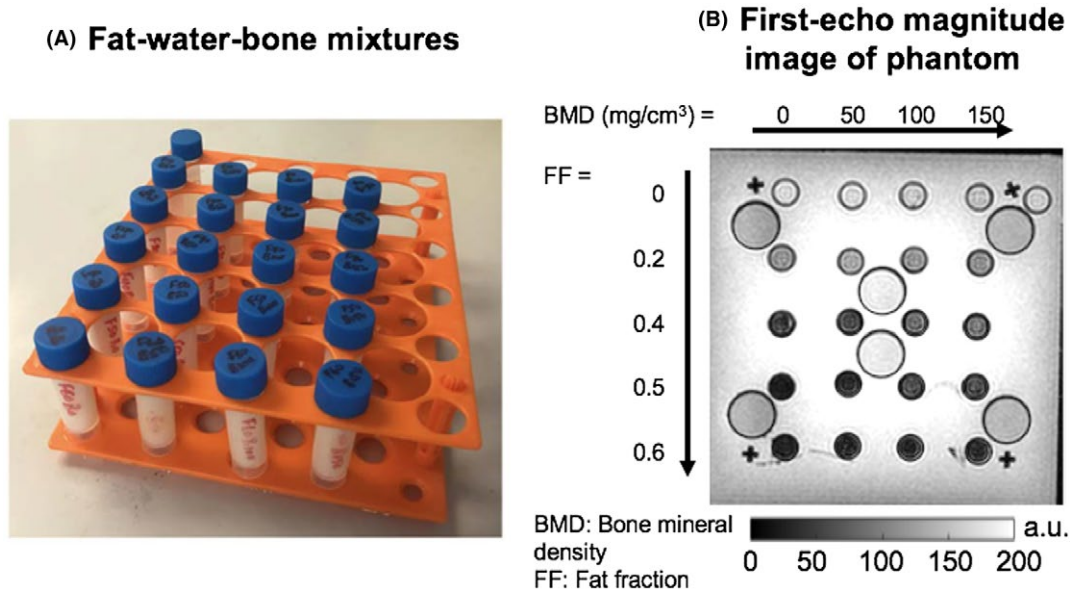 (A) Fat-water-bone mixtures
(B) First-echo magnitude
image of phantom
BMD (mg/cm³) = 0 50 100 150
FF =
0
0.2
0.4
0.5
0.6
BMD: Bone mineral
density
FF: Fat fraction
0 50 100 150 200
a.u.